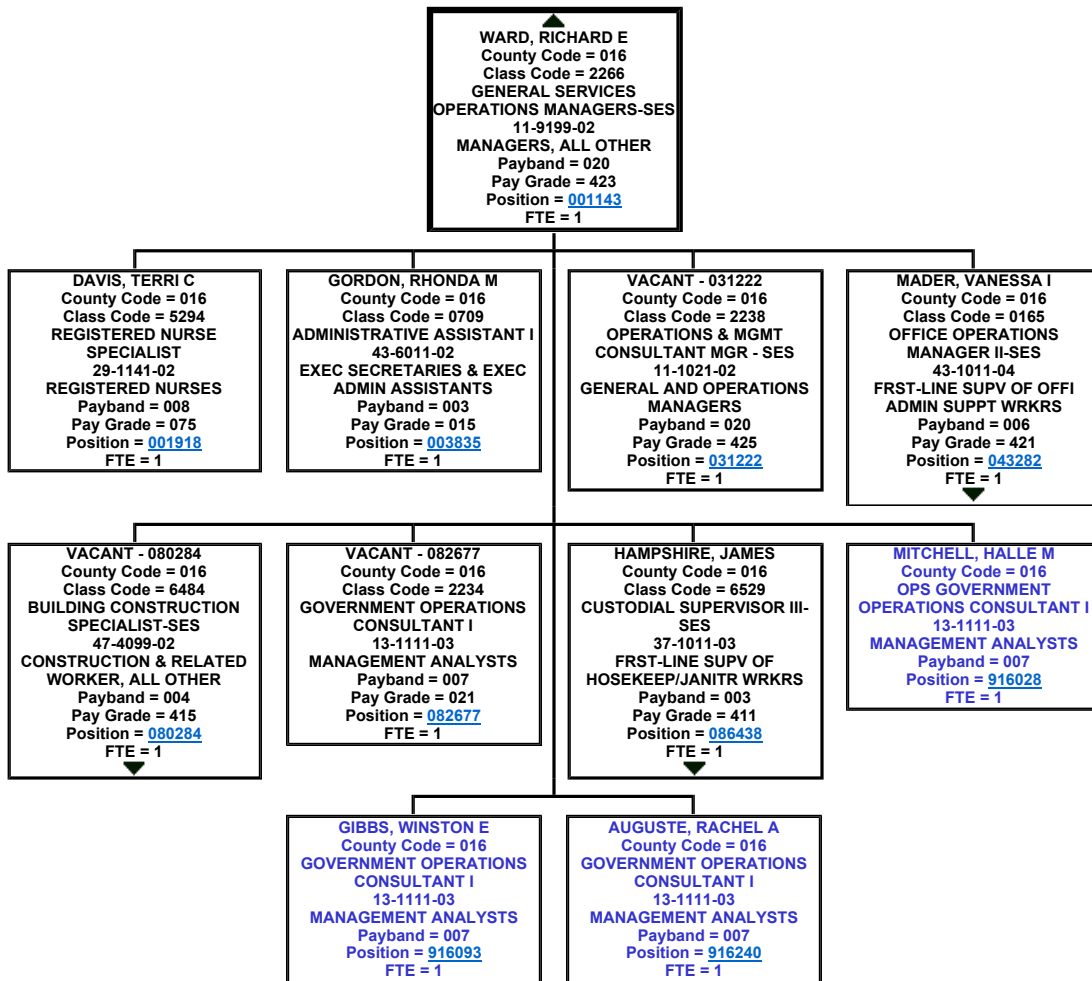 WARD, RICHARD E
County Code = 016
Class Code = 2266
GENERAL SERVICES
OPERATIONS MANAGERS-SES
11-9199-02
MANAGERS, ALL OTHER
Payband = 020
Pay Grade = 423
Position = 001143
FTE = 1
DAVIS, TERRI C
County Code = 016
Class Code = 5294
REGISTERED NURSE
SPECIALIST
29-1141-02
REGISTERED NURSES
Payband = 008
Pay Grade = 075
Position = 001918
FTE = 1
GORDON, RHONDA M
County Code = 016
Class Code = 0709
ADMINISTRATIVE ASSISTANT I
43-6011-02
EXEC SECRETARIES & EXEC
ADMIN ASSISTANTS
Payband = 003
Pay Grade = 015
Position = 003835
FTE = 1
VACANT - 031222
County Code = 016
Class Code = 2238
OPERATIONS & MGMT
CONSULTANT MGR - SES
11-1021-02
GENERAL AND OPERATIONS
MANAGERS
Payband = 020
Pay Grade = 425
Position = 031222
FTE = 1
MADER, VANESSA I
County Code = 016
Class Code = 0165
OFFICE OPERATIONS
MANAGER II-SES
43-1011-04
FRST-LINE SUPV OF OFFI
ADMIN SUPPT WRKRS
Payband = 006
Pay Grade = 421
Position = 043282
FTE = 1
VACANT - 080284
County Code = 016
Class Code = 6484
BUILDING CONSTRUCTION
SPECIALIST-SES
47-4099-02
CONSTRUCTION & RELATED
WORKER, ALL OTHER
Payband = 004
Pay Grade = 415
Position = 080284
FTE = 1
VACANT - 082677
County Code = 016
Class Code = 2234
GOVERNMENT OPERATIONS
CONSULTANT I
13-1111-03
MANAGEMENT ANALYSTS
Payband = 007
Pay Grade = 021
Position = 082677
FTE = 1
HAMPSHIRE, JAMES
County Code = 016
Class Code = 6529
CUSTODIAL SUPERVISOR III-
SES
37-1011-03
FRST-LINE SUPV OF
HOSEKEEP/JANITR WRKRS
Payband = 003
Pay Grade = 411
Position = 086438
FTE = 1
MITCHELL, HALLE M
County Code = 016
OPS GOVERNMENT
OPERATIONS CONSULTANT I
13-1111-03
MANAGEMENT ANALYSTS
Payband = 007
Position = 916028
FTE = 1
GIBBS, WINSTON E
County Code = 016
GOVERNMENT OPERATIONS
CONSULTANT I
13-1111-03
MANAGEMENT ANALYSTS
Payband = 007
Position = 916093
FTE = 1
AUGUSTE, RACHEL A
County Code = 016
GOVERNMENT OPERATIONS
CONSULTANT I
13-1111-03
MANAGEMENT ANALYSTS
Payband = 007
Position = 916240
FTE = 1